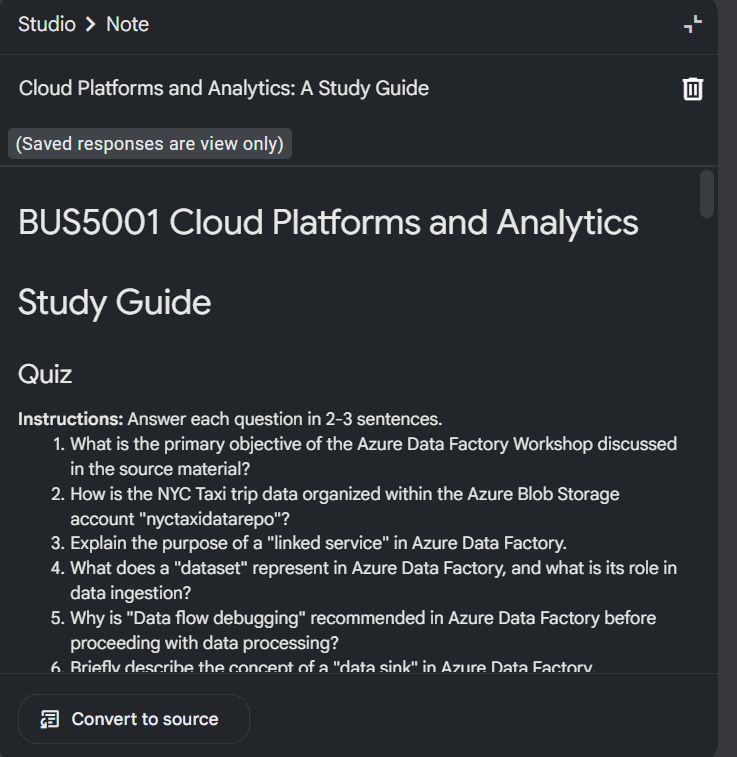 Studio > Note
Cloud Platforms and Analytics: A Study Guide
(Saved responses are view only)
BUS5001 Cloud Platforms and Analytics
Study Guide
Quiz
Instructions: Answer each question in 2-3 sentences.
1. What is the primary objective of the Azure Data Factory Workshop discussed
in the source material?
2. How is the NYC Taxi trip data organized within the Azure Blob Storage
account "nyctaxidatarepo"?
3. Explain the purpose of a "linked service" in Azure Data Factory.
4. What does a "dataset" represent in Azure Data Factory, and what is its role in
data ingestion?
5. Why is "Data flow debugging" recommended in Azure Data Factory before
proceeding with data processing?
6. Briefly describe the concept of a "data sink" in Azure Data Factory.
Convert to source